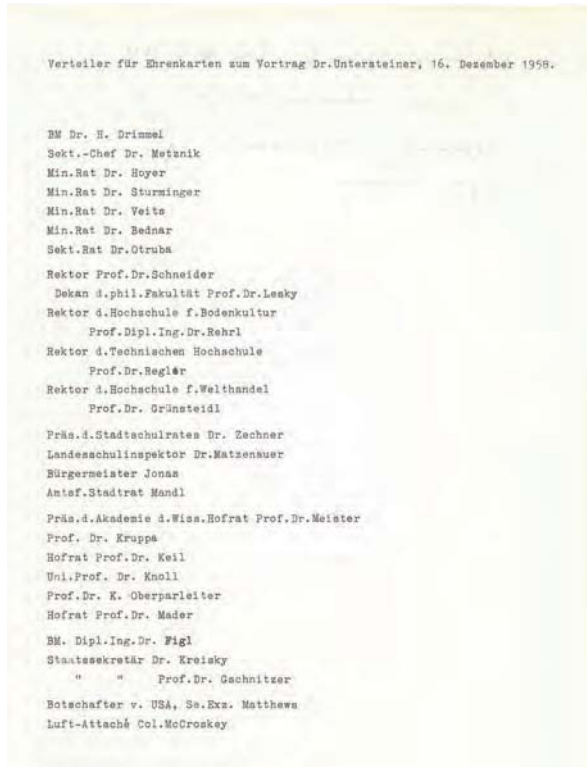 Verteiler für Ehrenkarten zum Vortrag Dr.Untersteiner, 16. Dezember 1958.
BM Dr. H. Drimmel
Sekt.-Chef Dr. Metznik
Min.Rat Dr. Hoyer
Min.Rat Dr. Sturminger
Min.Rat Dr. Veits
Min.Rat Dr. Bednar
Sekt.Rat Dr.Otruba
Rektor Prof.Dr.Schneider
Dekan d.phil.Fakultät Prof.Dr.Lesky
Rektor d.Hochschule f.Bodenkultur
Prof.Dipl.Ing.Dr.Rehrl
Rektor d.Technischen Hochschule
Prof.Dr.Regler
Rektor d.Hochschule f.Welthandel
Prof.Dr. Grünsteidl
Präs.d.Stadtschulrates Dr. Zechner
Landesschulinspektor Dr.Matzenauer
Bürgermeister Jonas
Amtsf.Stadtrat Mandl
Präs.d.Akademie d.Wiss.Hofrat Prof.Dr.Meister
Prof. Dr. Kruppa
Hofrat Prof.Dr. Keil
Uni.Prof. Dr. Knoll
Prof.Dr. K. Oberparleiter
Hofrat Prof.Dr. Mader
BM. Dipl.Ing.Dr. Figl
Staatssekretär Dr. Kreisky
" " Prof.Dr. Gschnitzer
Botschafter v. USA, Se.Exz. Matthews
Luft-Attaché Col.McCroskey